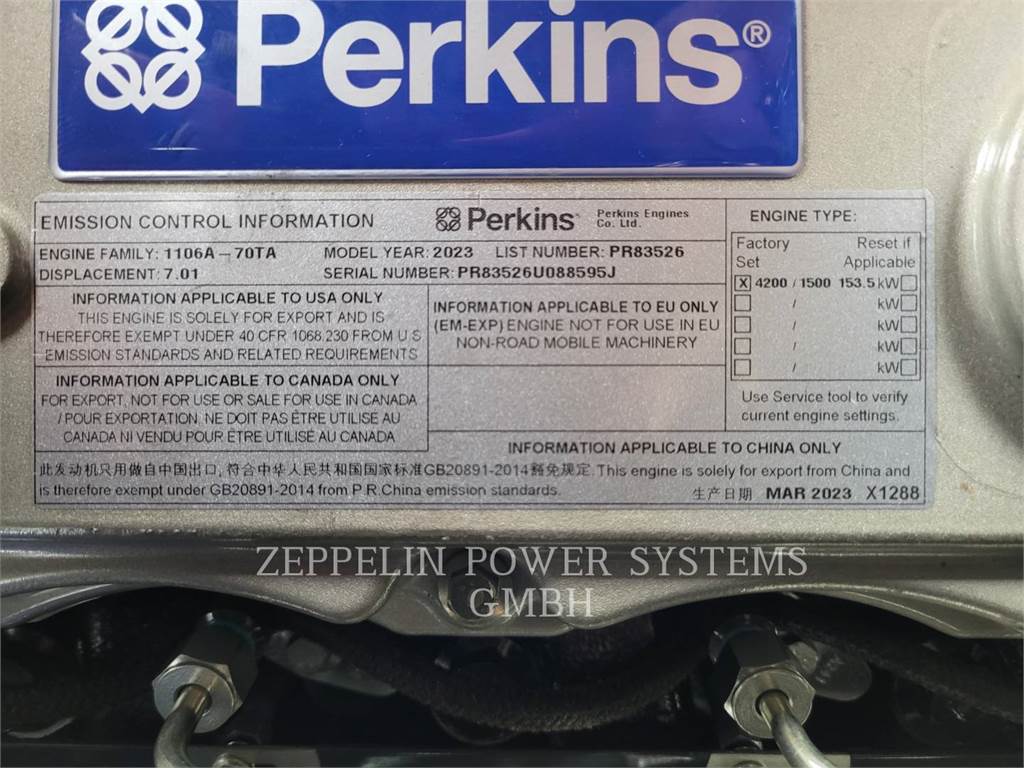 Perkins®
EMISSION CONTROL INFORMATION
Perkins
Perkins Engines
Co. Ltd.
ENGINE FAMILY: 1106A-70TA MODEL YEAR: 2023 LIST NUMBER: PR83526
DISPLACEMENT: 7.01 SERIAL NUMBER: PR83526U088595J
INFORMATION APPLICABLE TO USA ONLY
THIS ENGINE IS SOLELY FOR EXPORT AND IS
THEREFORE EXEMPT UNDER 40 CFR 1068.230 FROM U S
EMISSION STANDARDS AND RELATED REQUIREMENTS
INFORMATION APPLICABLE TO EU ONLY
(EM-EXP) ENGINE NOT FOR USE IN EU
NON-ROAD MOBILE MACHINERY
INFORMATION APPLICABLE TO CANADA ONLY
FOR EXPORT, NOT FOR USE OR SALE FOR USE IN CANADA
/ POUR EXPORTATION, NE DOIT PAS ÊTRE UTILISE AU
CANADA NI VENDU POUR ÊTRE UTILISÉ AU CANADA
ENGINE TYPE:
Factory Reset if
Set Applicable
X 4200 / 1500 153.5 kW
/ kW
/ kW
/ kW
/ kW
Use Service tool to verify
current engine settings.
INFORMATION APPLICABLE TO CHINA ONLY
此发动机只用做自中国出口, 符合中华人民共和国国家标准GB20891-2014豁免规定. This engine is solely for export from China and
is therefore exempt under GB20891-2014 from P.R.China emission standards.
生产日期 MAR 2023 X1288
ZEPPELIN POWER SYSTEMS
GMBH